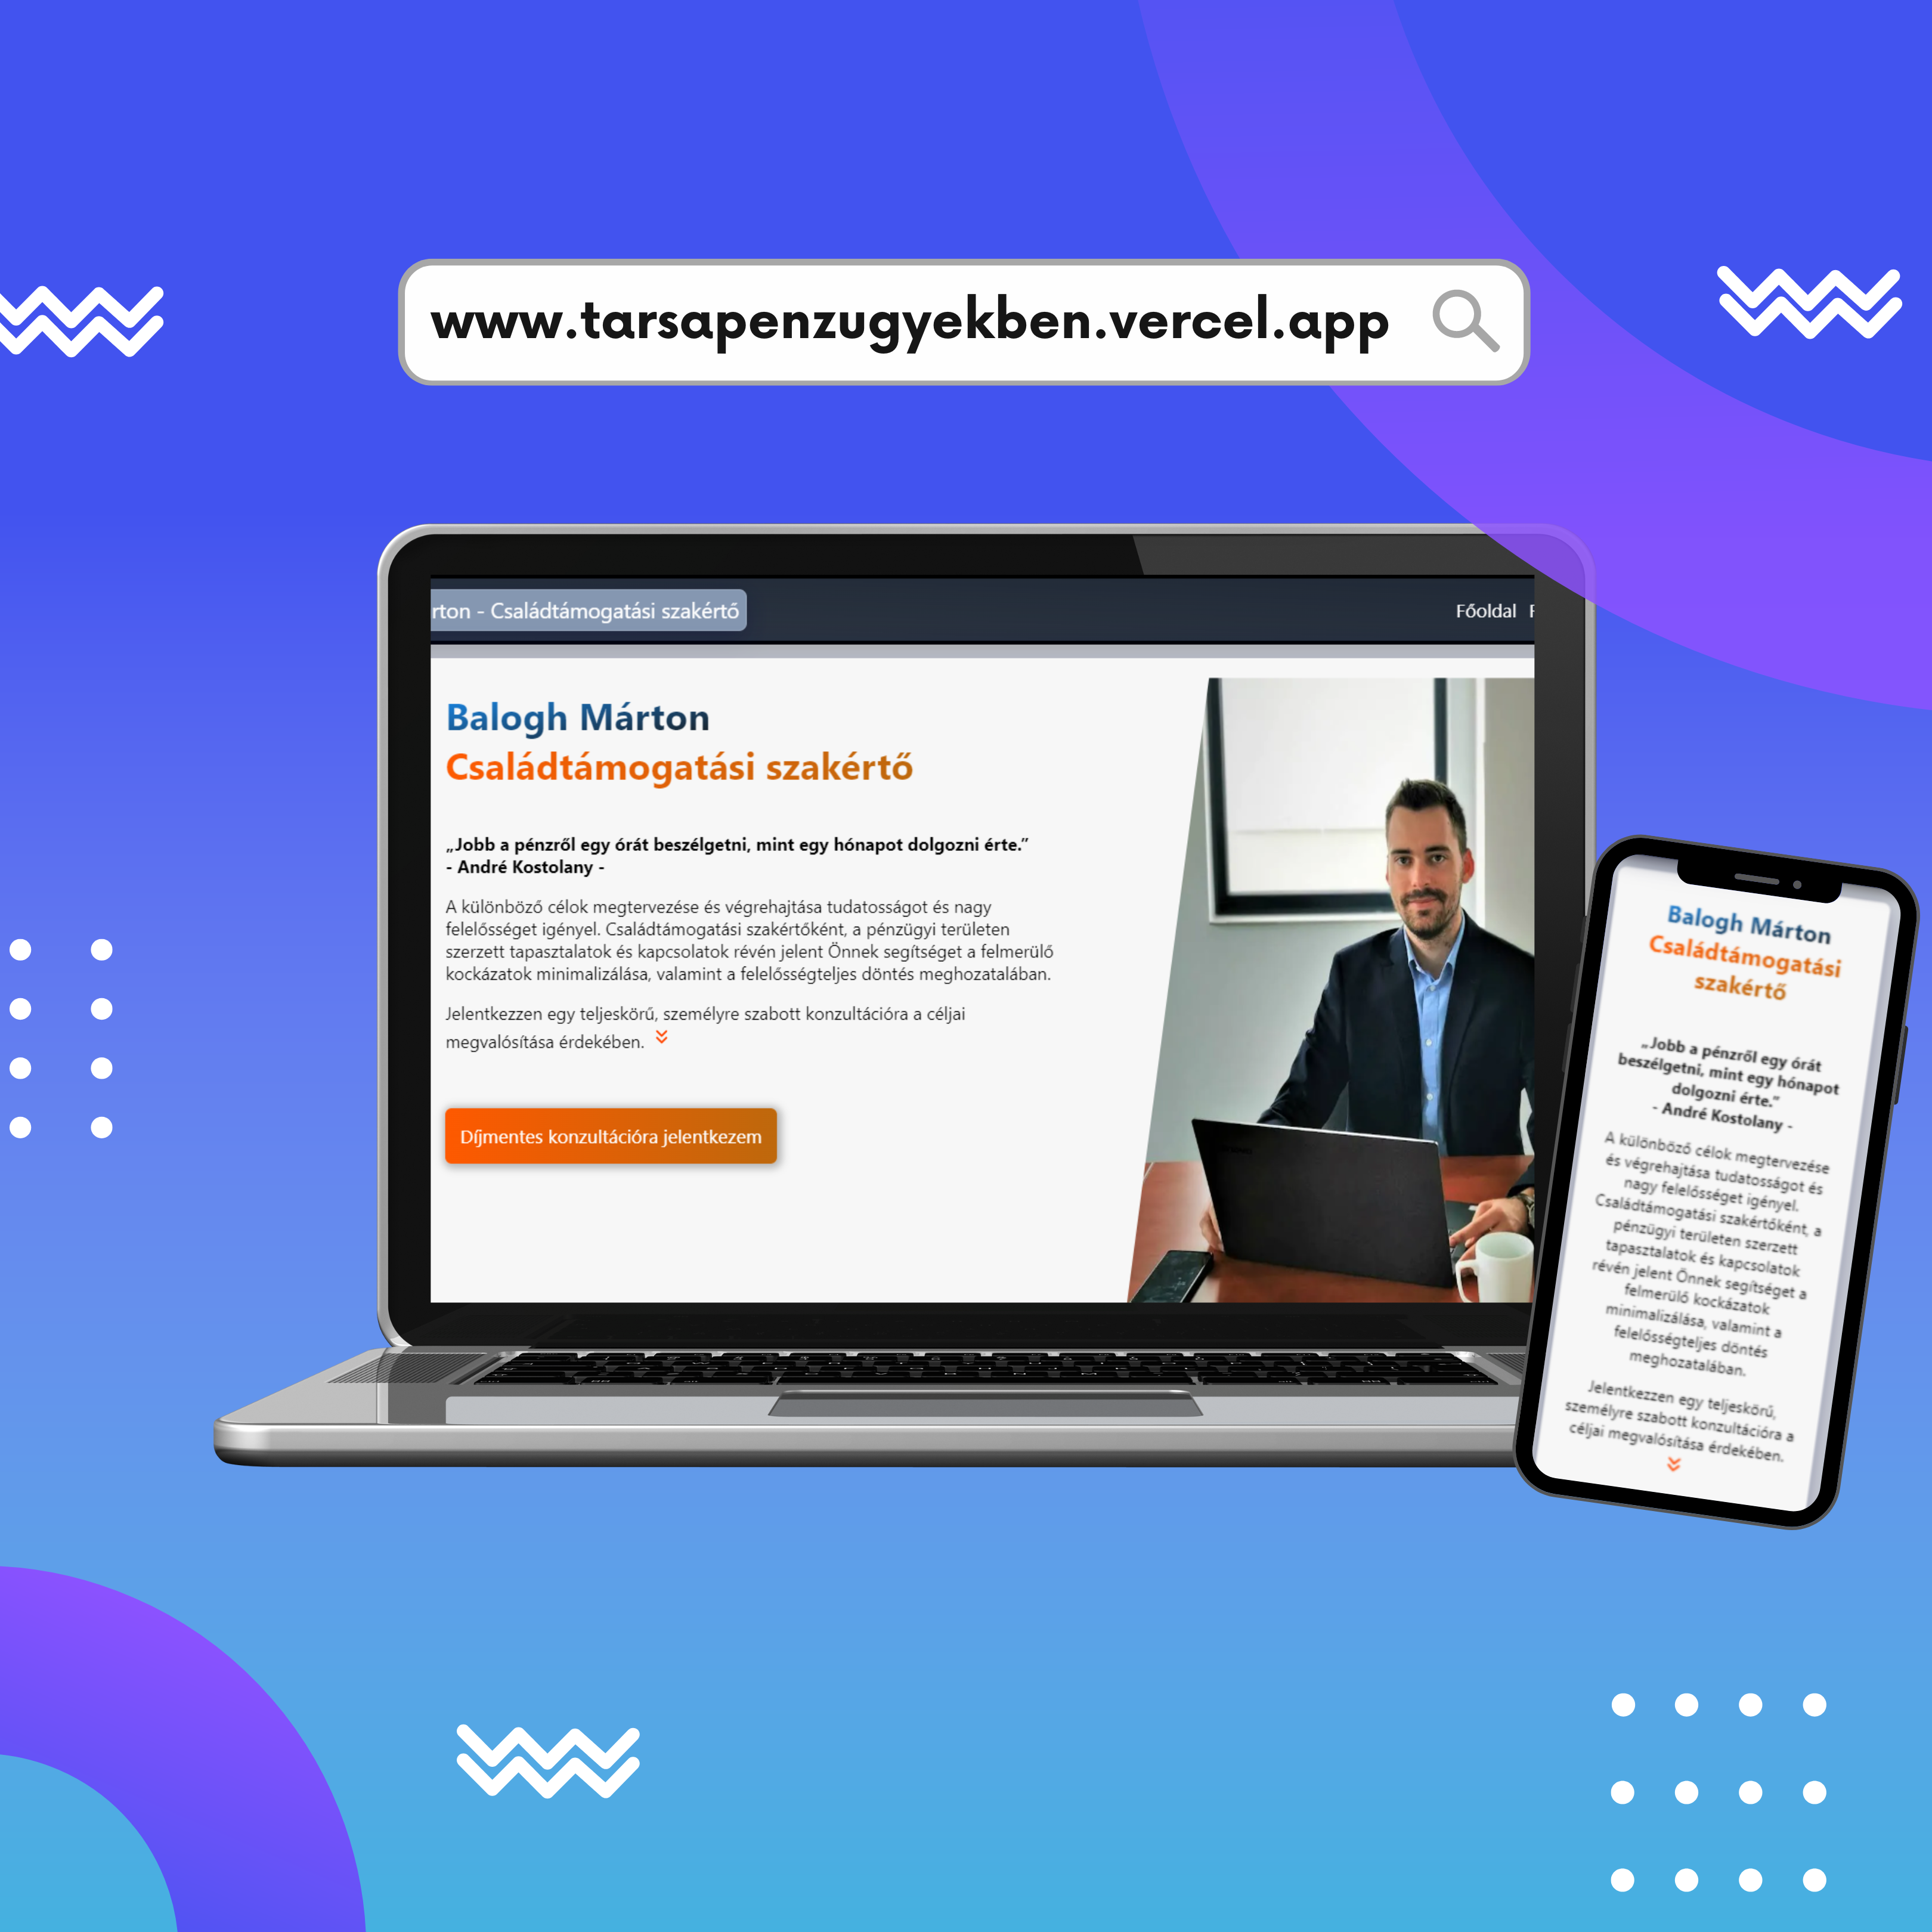 www.tarsapenzugyekben.vercel.app
rton - Családtámogatási szakértő
Főoldal
Balogh Márton
Családtámogatási szakértő
„Jobb a pénzről egy órát beszélgetni, mint egy hónapot dolgozni érte.”
- André Kostolany -
A különböző célok megtervezése és végrehajtása tudatosságot és nagy
felelősséget igényel. Családtámogatási szakértőként, a pénzügyi területen
szerzett tapasztalatok és kapcsolatok révén jelent Önnek segítséget a felmerülő
kockázatok minimalizálása, valamint a felelősségteljes döntés meghozatalában.
Jelentkezzen egy teljeskörű, személyre szabott konzultációra a céljai
megvalósítása érdekében.
Díjmentes konzultációra jelentkezem
Balogh Márton
Családtámogatási
szakértő
„Jobb a pénzről egy órát
beszélgetni, mint egy hónapot
dolgozni érte.”
- André Kostolany -
A különböző célok megtervezése
és végrehajtása tudatosságot és
nagy felelősséget igényel.
Családtámogatási szakértőként, a
pénzügyi területen szerzett
tapasztalatok és kapcsolatok
révén jelent Önnek segítséget a
felmerülő kockázatok
minimalizálása, valamint a
felelősségteljes döntés
meghozatalában.
Jelentkezzen egy teljeskörű,
személyre szabott konzultációra a
céljai megvalósítása érdekében.